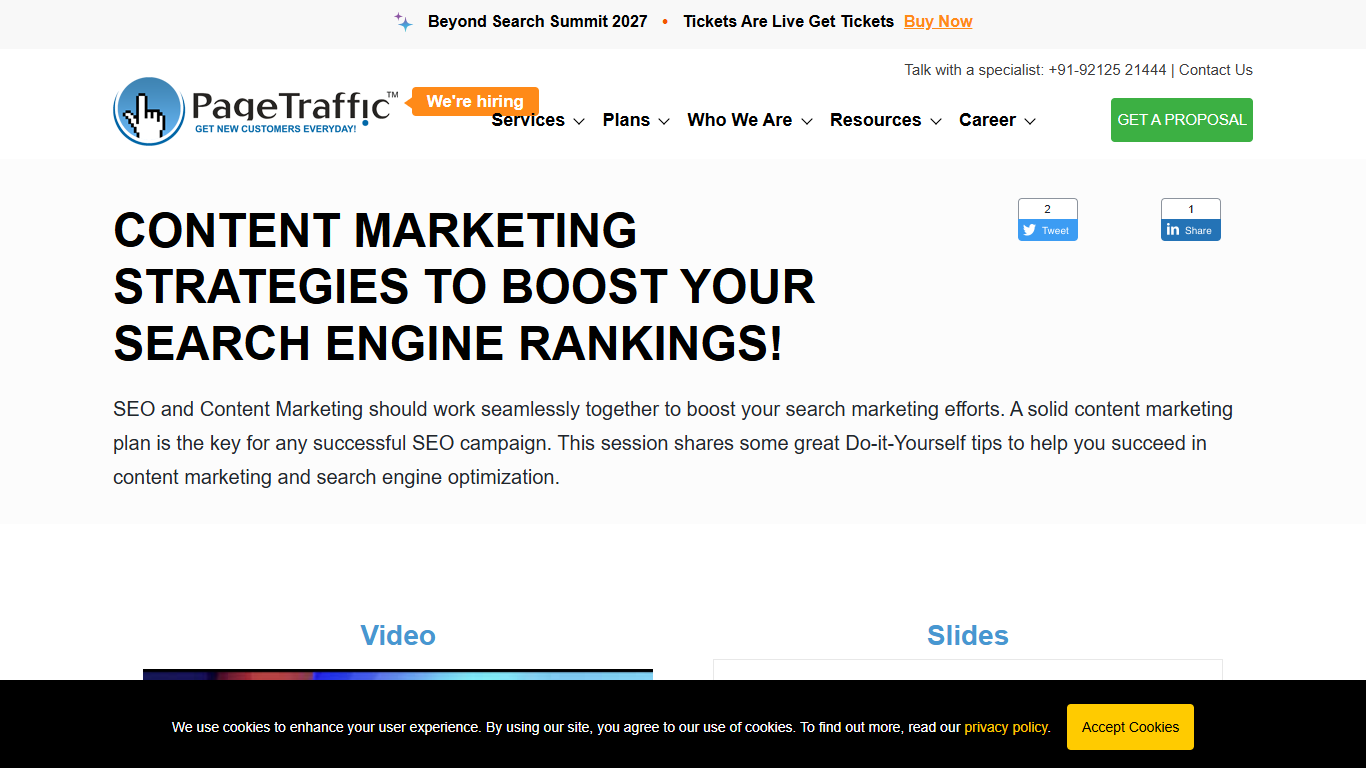 Beyond Search Summit 2027 • Tickets Are Live Get Tickets Buy Now
Talk with a specialist: +91-92125 21444 | Contact Us
PageTraffic™
GET NEW CUSTOMERS EVERYDAY!
We're hiring
Services Plans Who We Are Resources Career
GET A PROPOSAL
CONTENT MARKETING
STRATEGIES TO BOOST YOUR
SEARCH ENGINE RANKINGS!
2
Tweet
1
in Share
SEO and Content Marketing should work seamlessly together to boost your search marketing efforts. A solid content marketing
plan is the key for any successful SEO campaign. This session shares some great Do-it-Yourself tips to help you succeed in
content marketing and search engine optimization.
Video
Slides
We use cookies to enhance your user experience. By using our site, you agree to our use of cookies. To find out more, read our privacy policy.
Accept Cookies